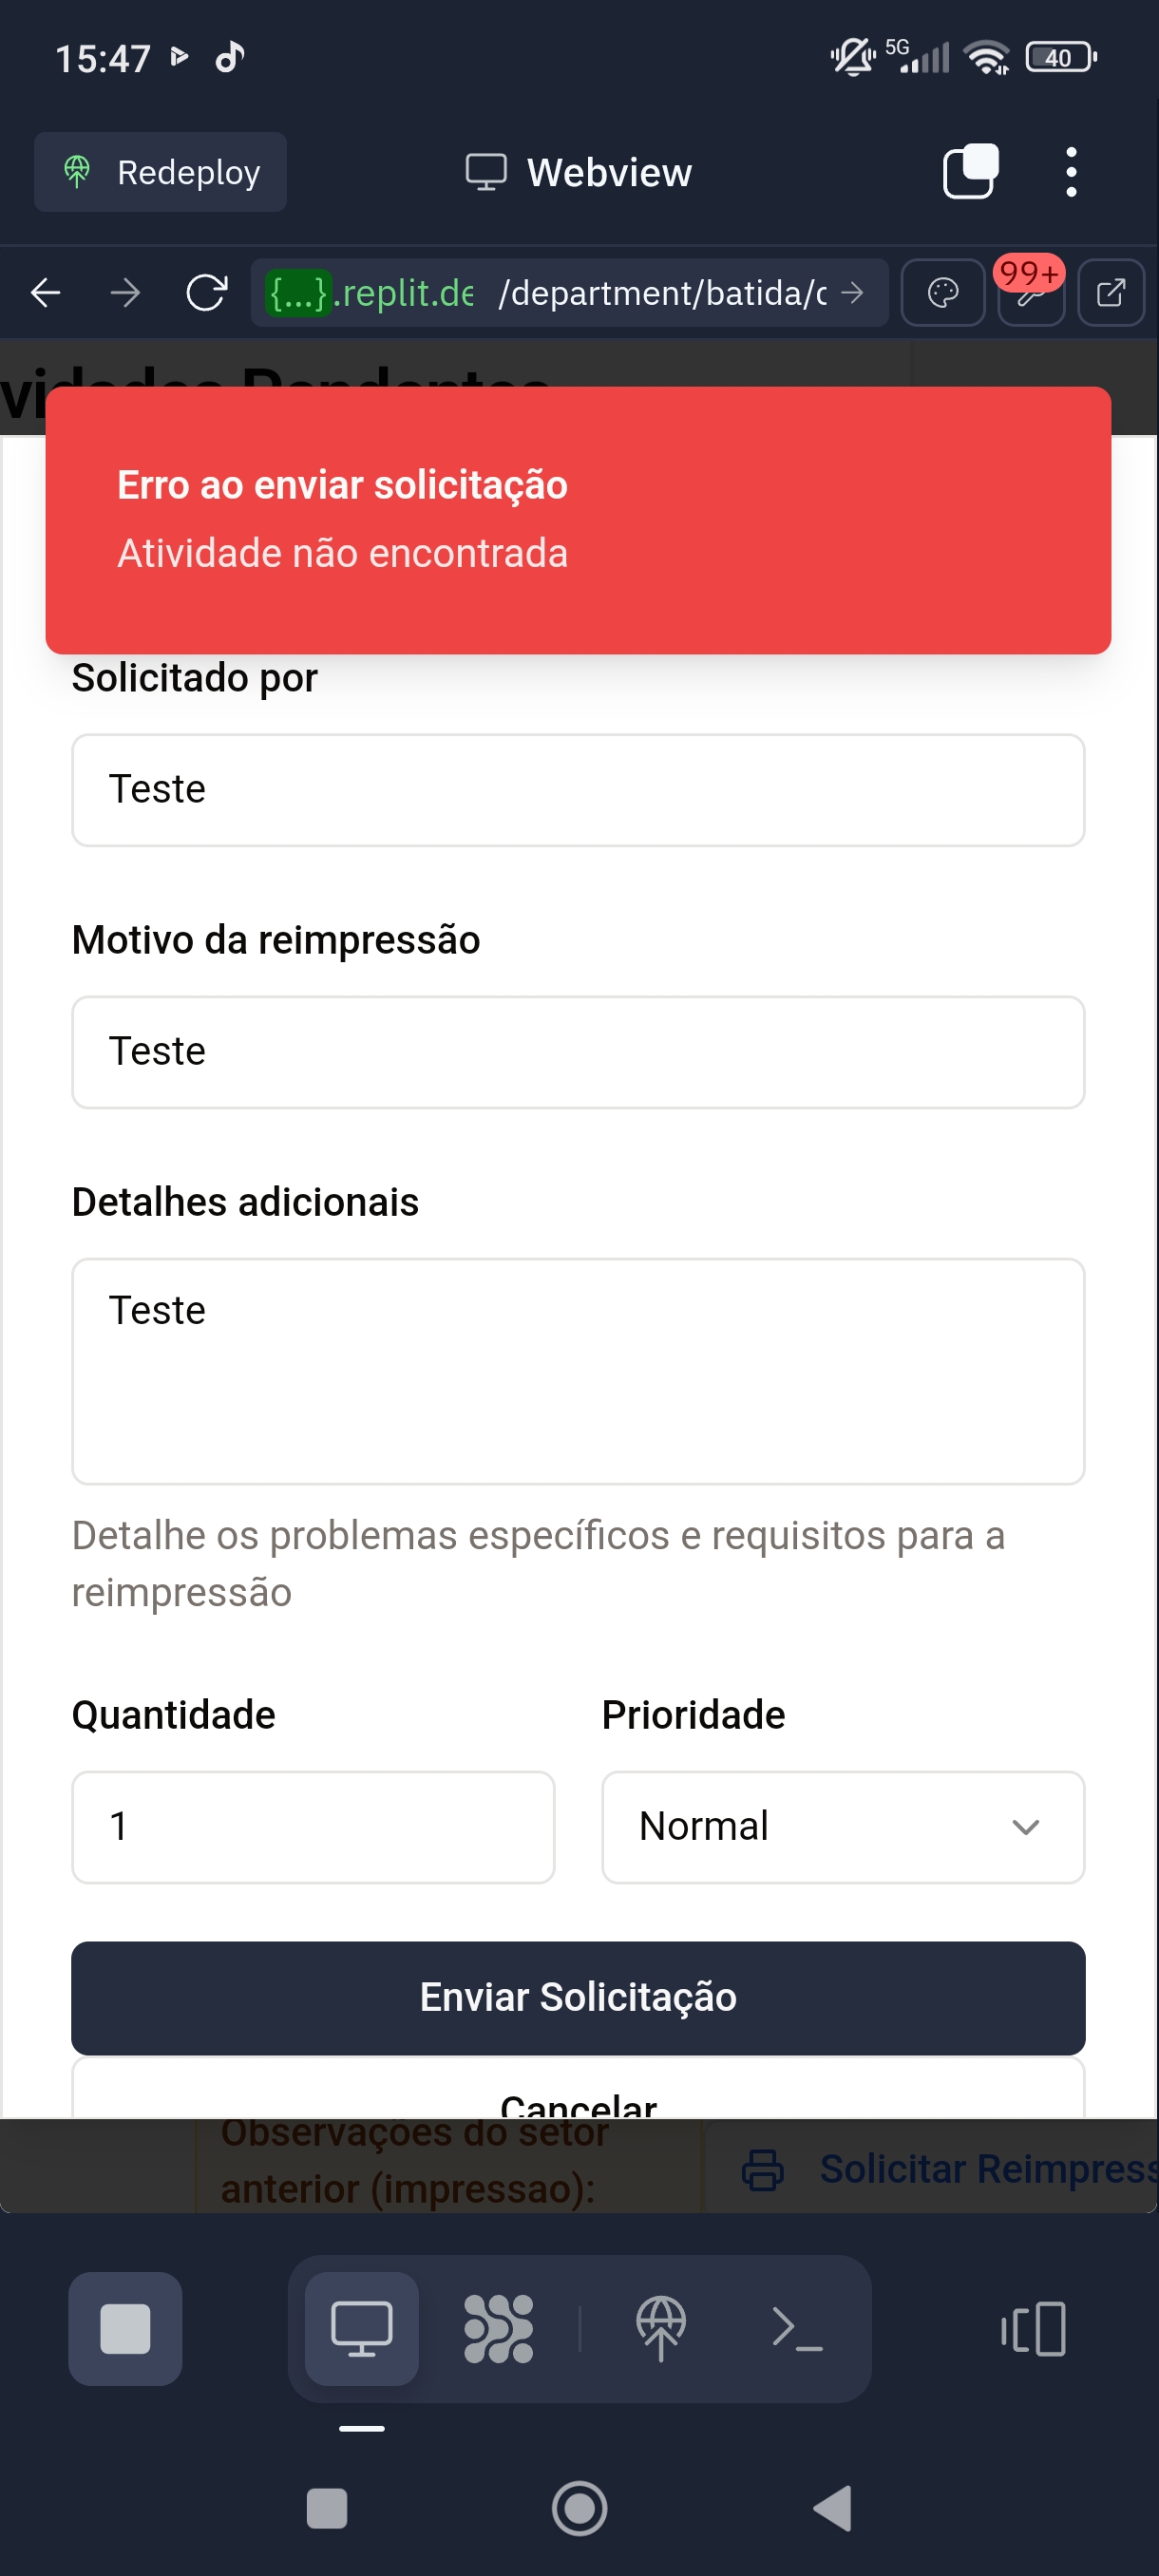 15:47
5G
40
Redeploy
Webview
{...}.replit.de /department/batida/c
99+
Erro ao enviar solicitação
Atividade não encontrada
Solicitado por
Teste
Motivo da reimpressão
Teste
Detalhes adicionais
Teste
Detalhe os problemas específicos e requisitos para a
reimpressão
Quantidade
Prioridade
1
Normal
Enviar Solicitação
Cancelar
Observações do setor
anterior (impressao):
Solicitar Reimpress